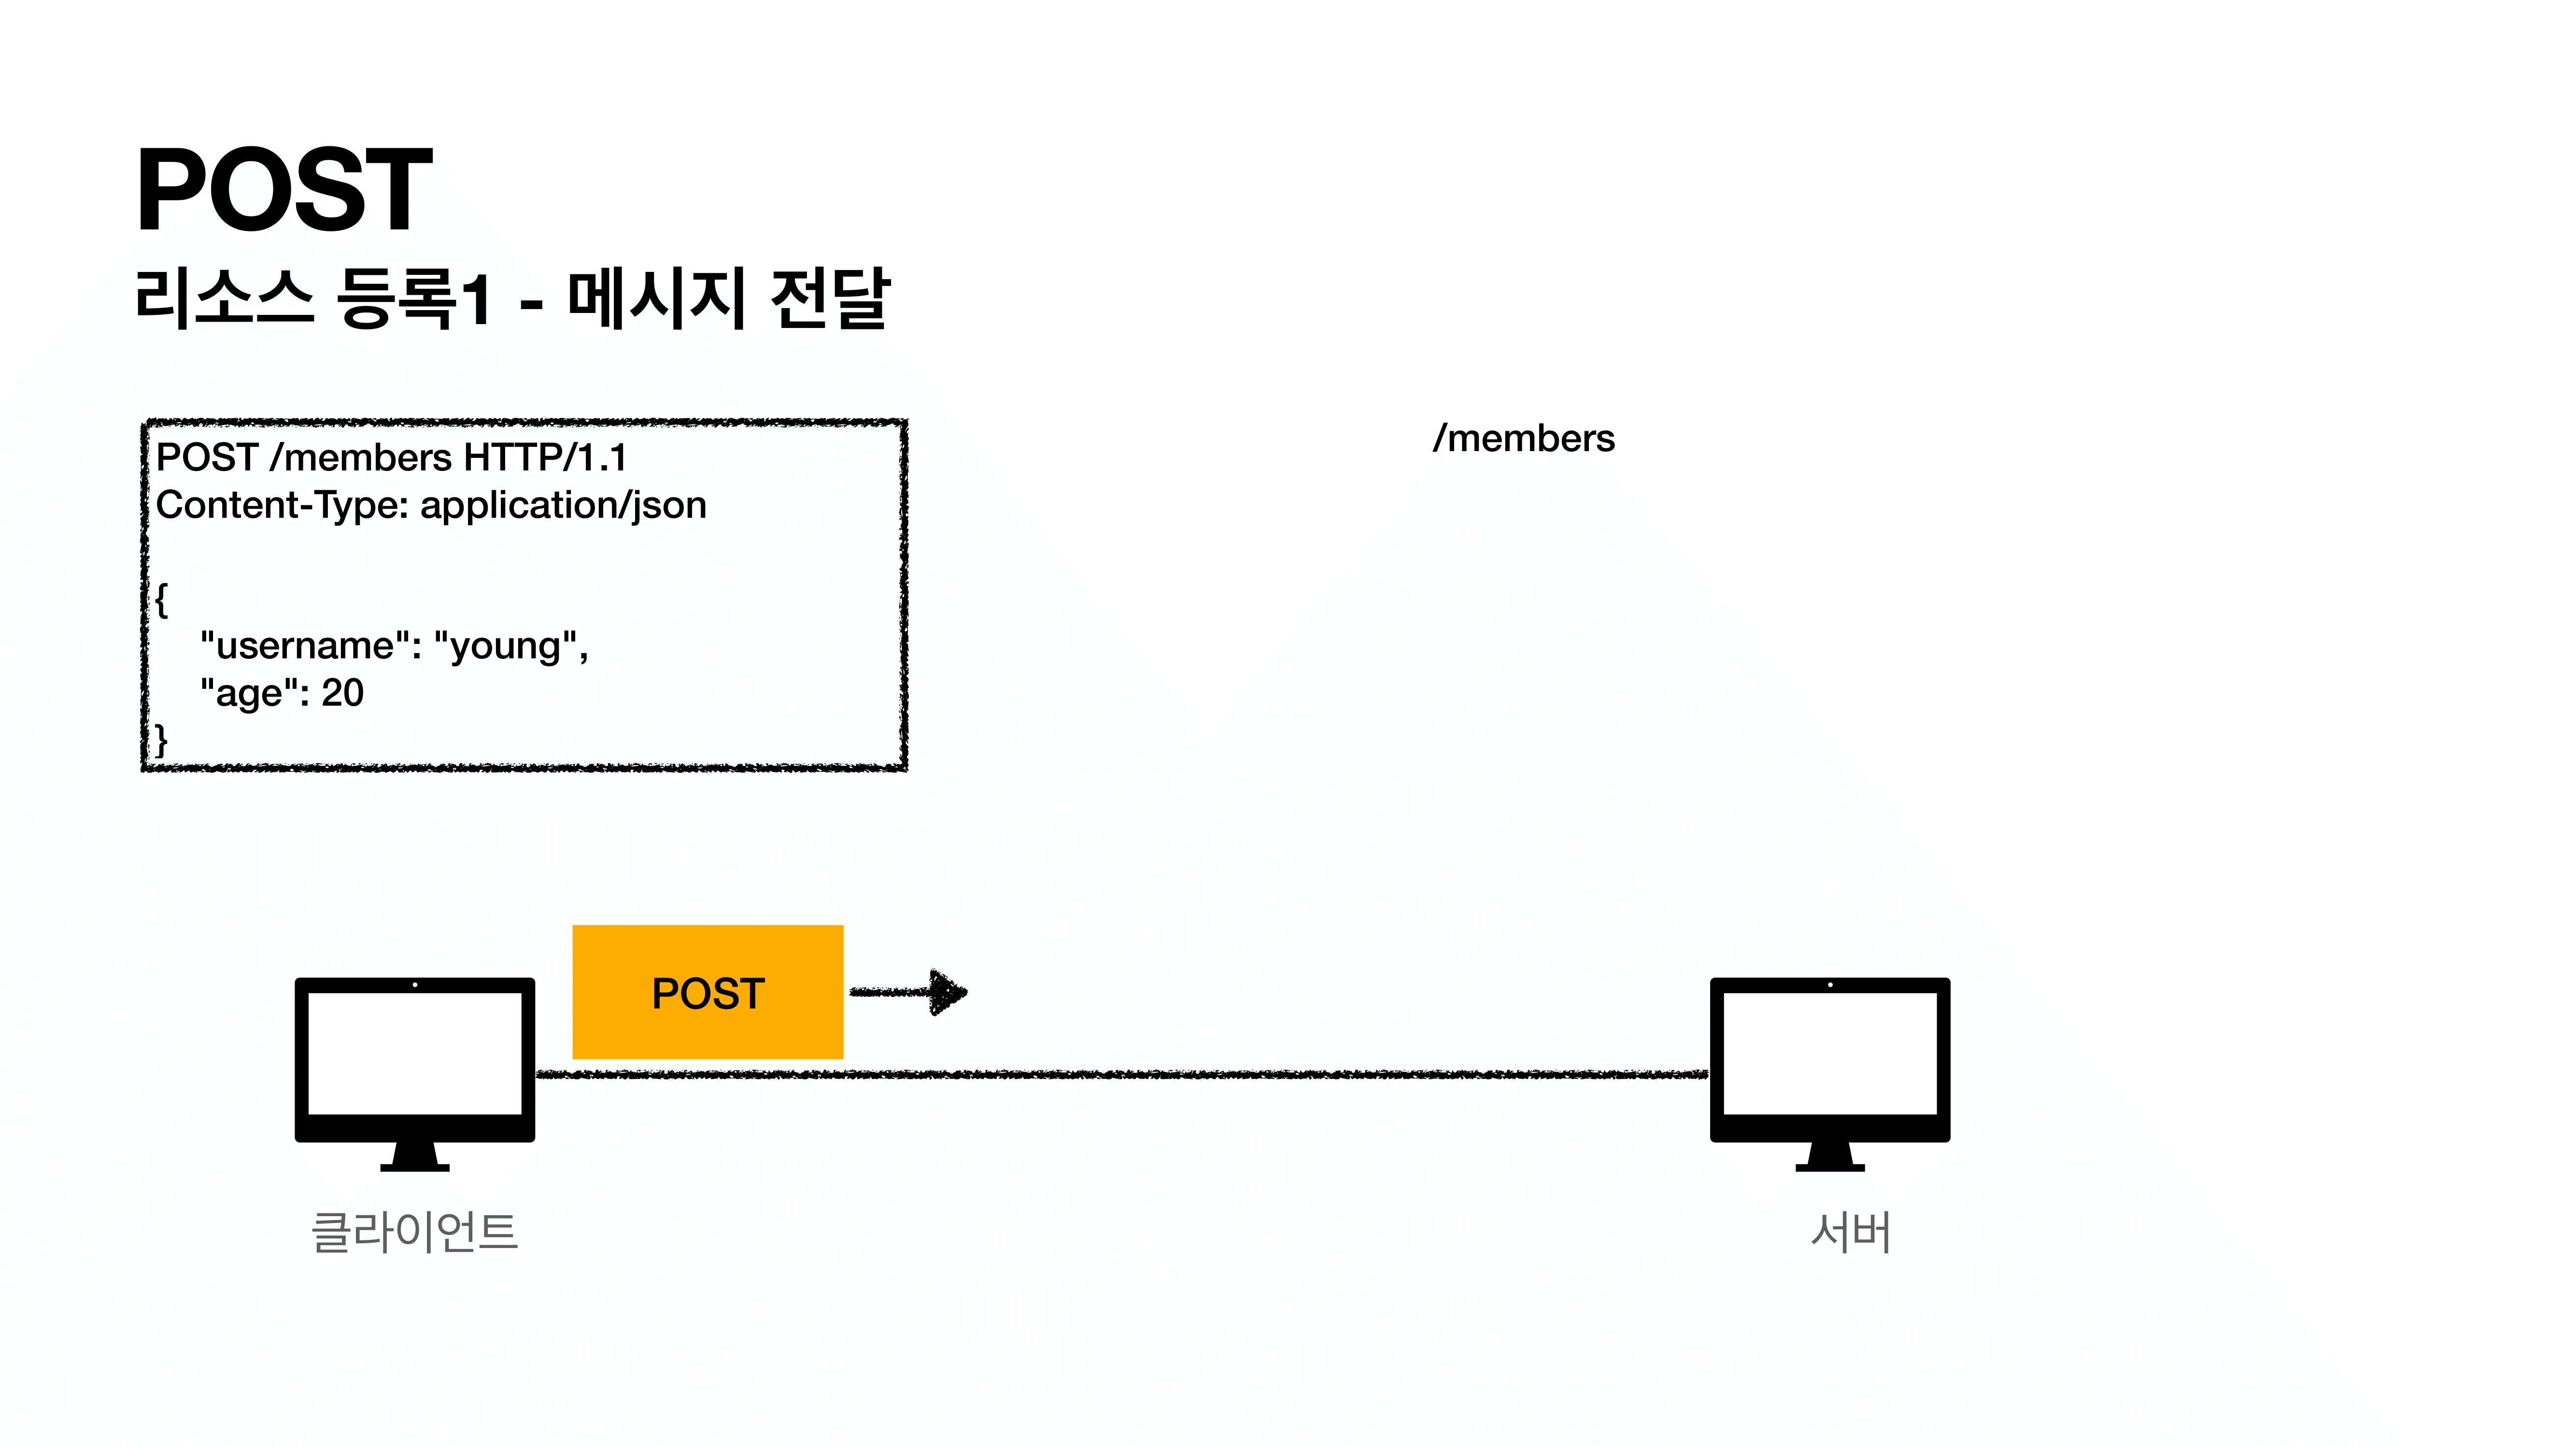 POST
리소스 등록1 - 메시지 전달
POST /members HTTP/1.1
Content-Type: application/json
{
"username": "young",
"age": 20
}
/members
POST
클라이언트
서버